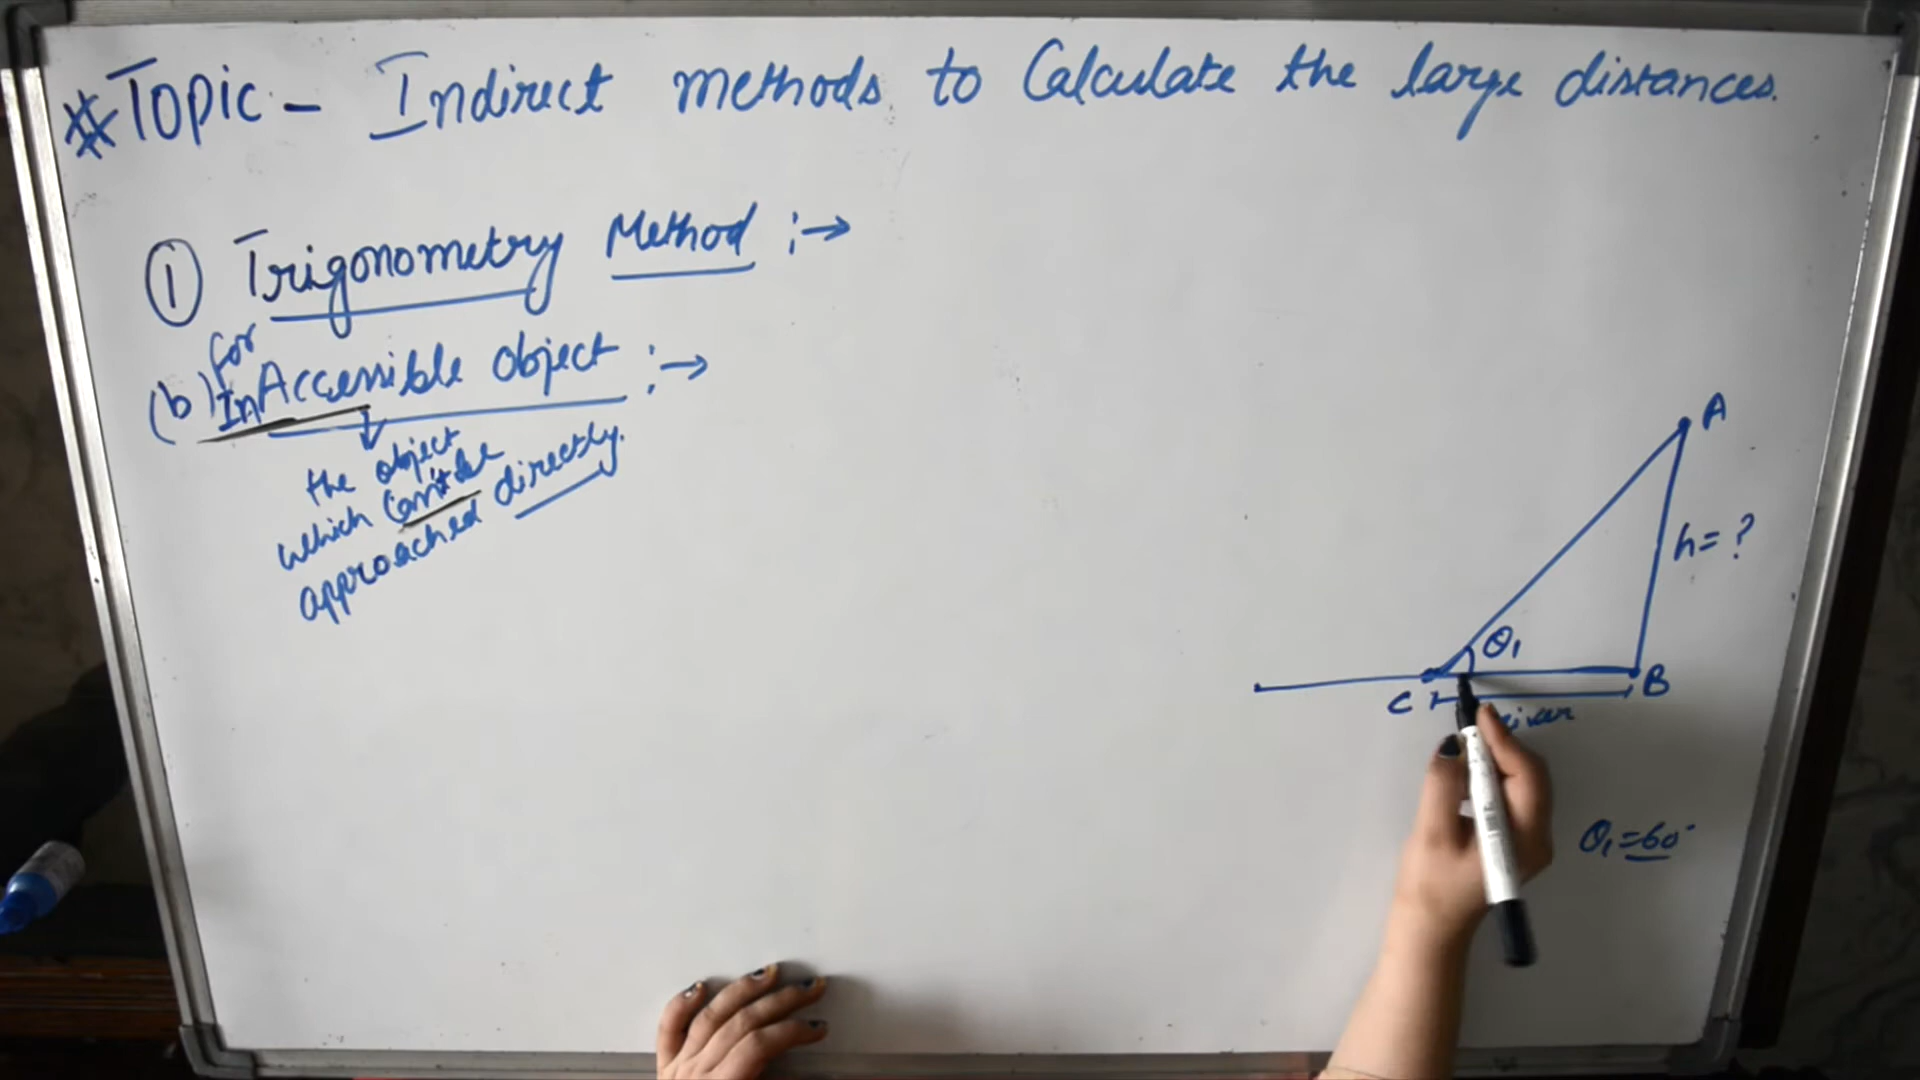 # Topic - Indirect methods to Calculate the large distances.
① Trigonometry Method :→
for
(b) InAccessible object :→
the object
which can't be
approached directly.
A
h = ?
θ₁
C
B
θ₁ = 60°